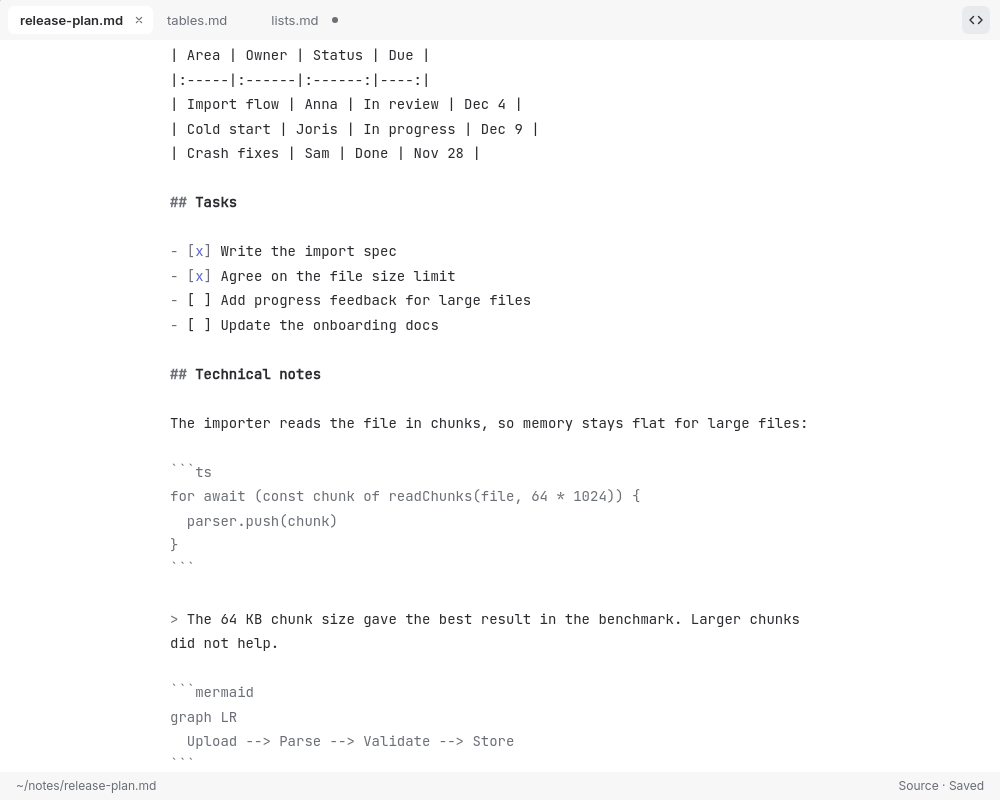 release-plan.md × tables.md lists.md ●
| Area | Owner | Status | Due |
|:-----|:------|:------:|----:|
| Import flow | Anna | In review | Dec 4 |
| Cold start | Joris | In progress | Dec 9 |
| Crash fixes | Sam | Done | Nov 28 |
## Tasks
- [x] Write the import spec
- [x] Agree on the file size limit
- [ ] Add progress feedback for large files
- [ ] Update the onboarding docs
## Technical notes
The importer reads the file in chunks, so memory stays flat for large files:
```ts
for await (const chunk of readChunks(file, 64 * 1024)) {
  parser.push(chunk)
}
```
> The 64 KB chunk size gave the best result in the benchmark. Larger chunks
did not help.
```mermaid
graph LR
  Upload --> Parse --> Validate --> Store
```
~/notes/release-plan.md Source · Saved